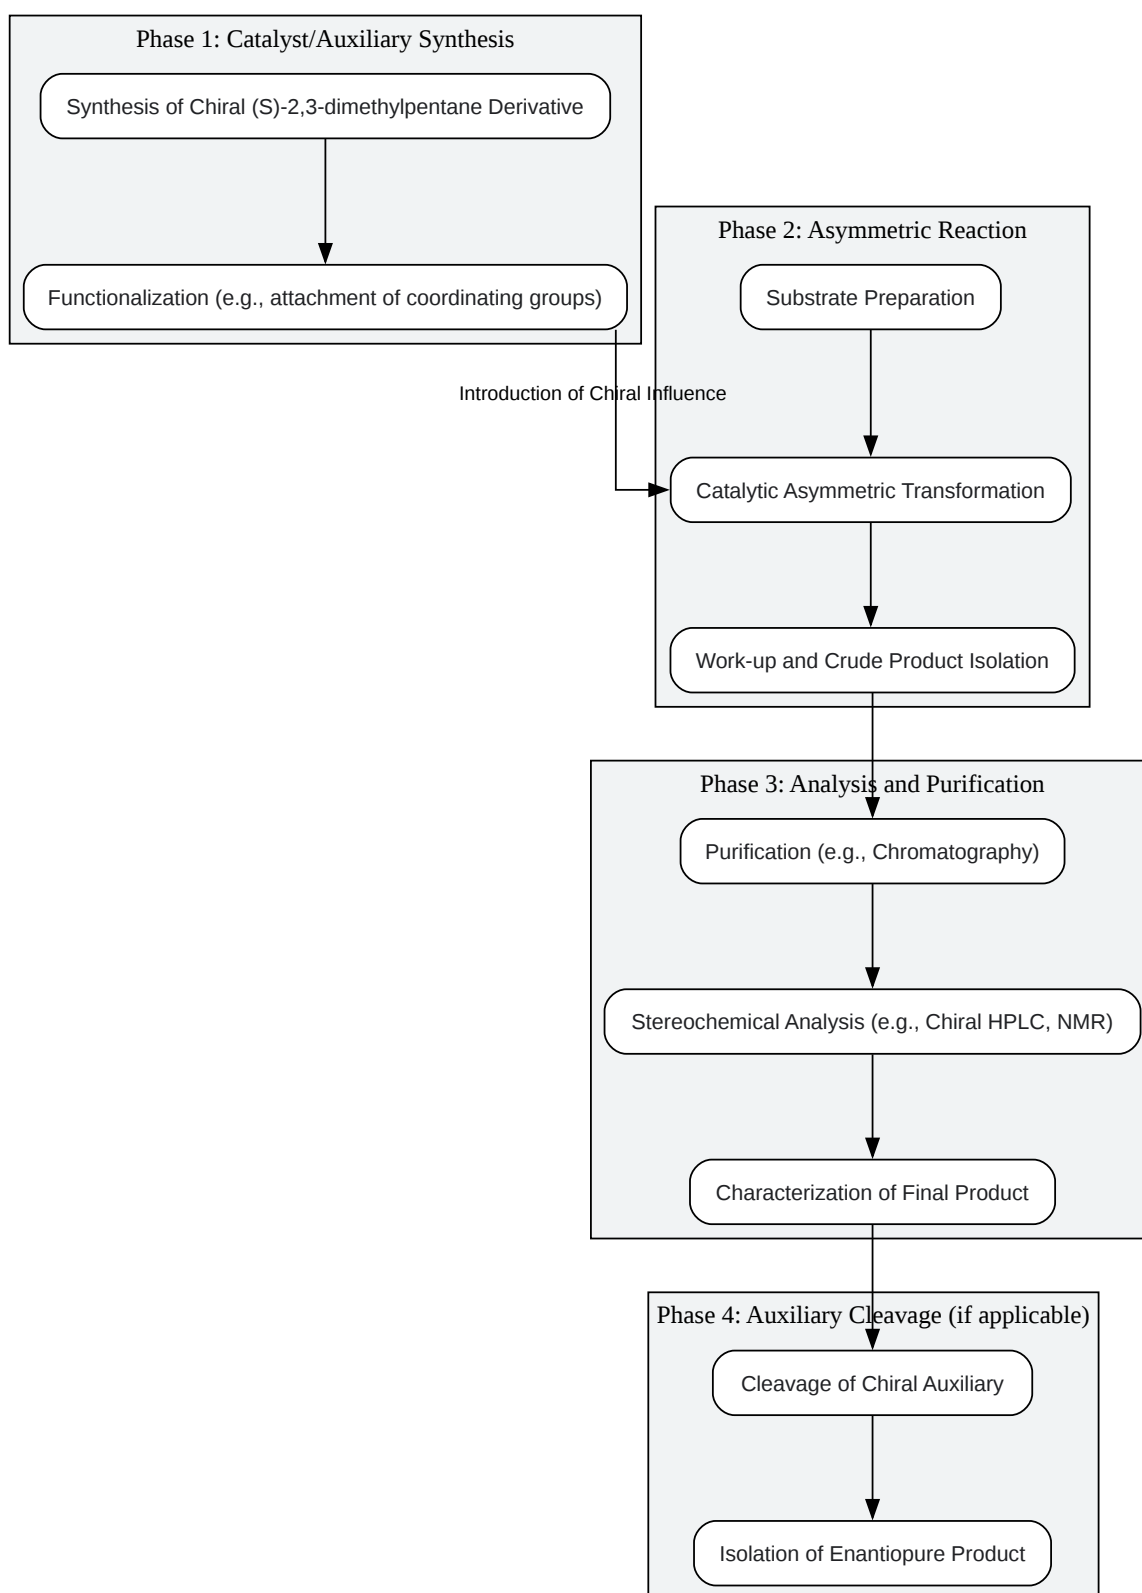 Phase 1: Catalyst/Auxiliary Synthesis
Synthesis of Chiral (S)-2,3-dimethylpentane Derivative
Functionalization (e.g., attachment of coordinating groups)
Introduction of Chiral Influence
Phase 2: Asymmetric Reaction
Substrate Preparation
Catalytic Asymmetric Transformation
Work-up and Crude Product Isolation
Phase 3: Analysis and Purification
Purification (e.g., Chromatography)
Stereochemical Analysis (e.g., Chiral HPLC, NMR)
Characterization of Final Product
Phase 4: Auxiliary Cleavage (if applicable)
Cleavage of Chiral Auxiliary
Isolation of Enantiopure Product